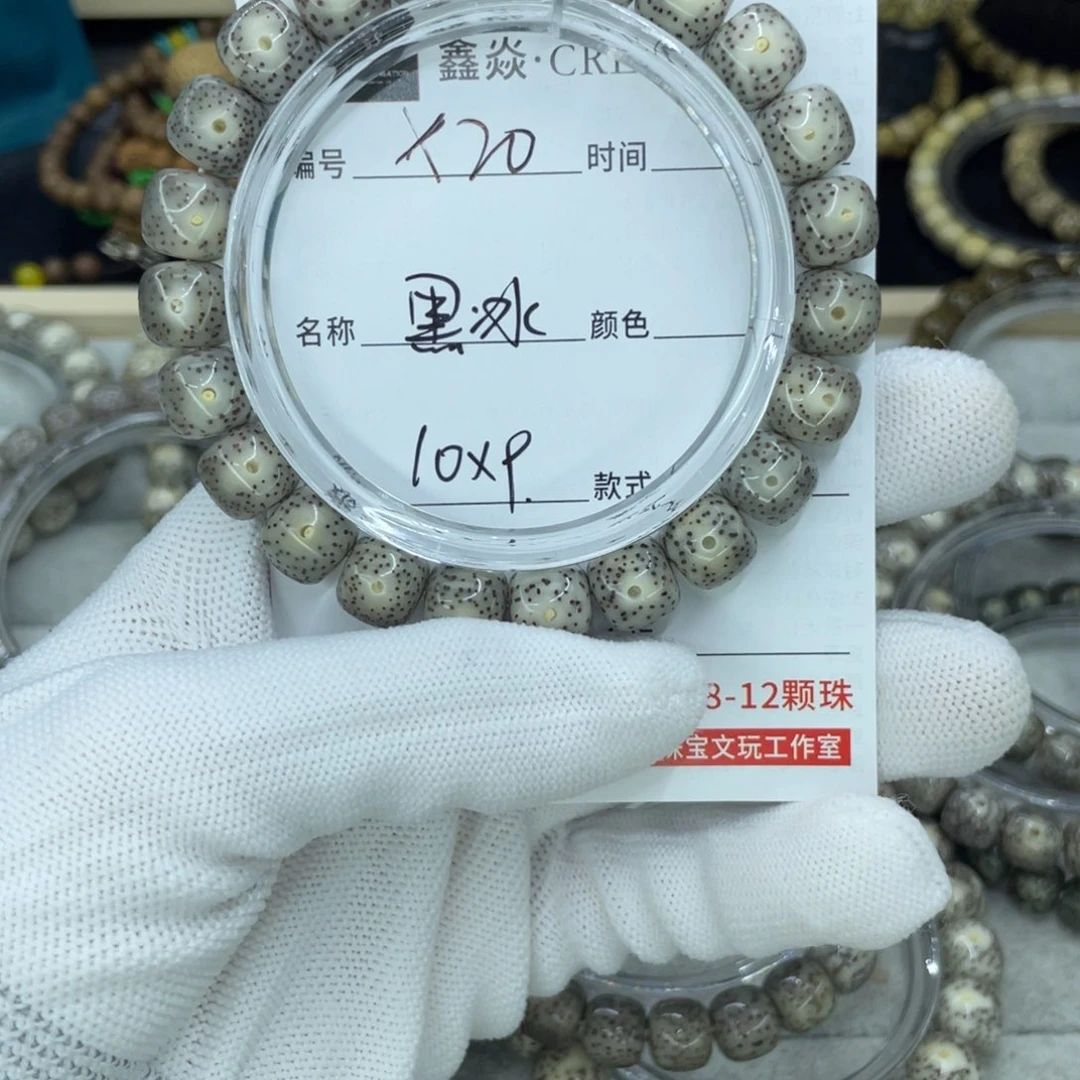 鑫焱·CRE
编号 X20 时间
名称 黑冰 颜色
10X9. 款式
8-12颗珠
珠宝文玩工作室